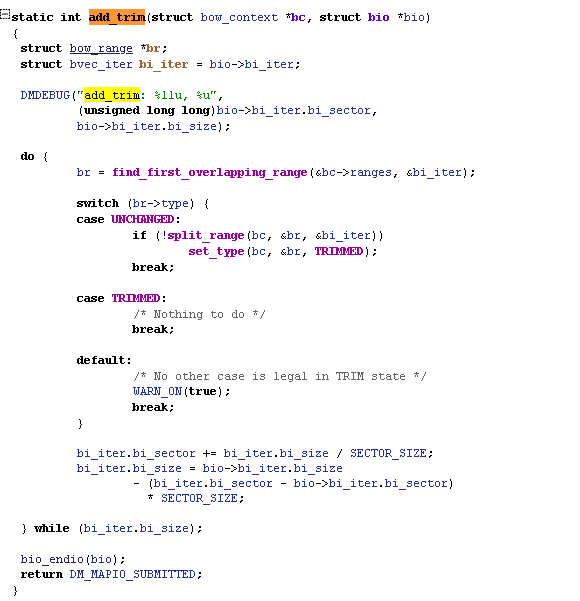 static int add_trim(struct bow_context *bc, struct bio *bio)
{
struct bow_range *br;
struct bvec_iter bi_iter = bio->bi_iter;
DMDEBUG("add_trim: %llu, %u",
(unsigned long long)bio->bi_iter.bi_sector,
bio->bi_iter.bi_size);
do {
br = find_first_overlapping_range(&bc->ranges, &bi_iter);
switch (br->type) {
case UNCHANGED:
if (!split_range(bc, &br, &bi_iter))
set_type(bc, &br, TRIMMED);
break;
case TRIMMED:
/* Nothing to do */
break;
default:
/* No other case is legal in TRIM state */
WARN_ON(true);
break;
}
bi_iter.bi_sector += bi_iter.bi_size / SECTOR_SIZE;
bi_iter.bi_size = bio->bi_iter.bi_size
- (bi_iter.bi_sector - bio->bi_iter.bi_sector)
* SECTOR_SIZE;
} while (bi_iter.bi_size);
bio_endio(bio);
return DM_MAPIO_SUBMITTED;
}